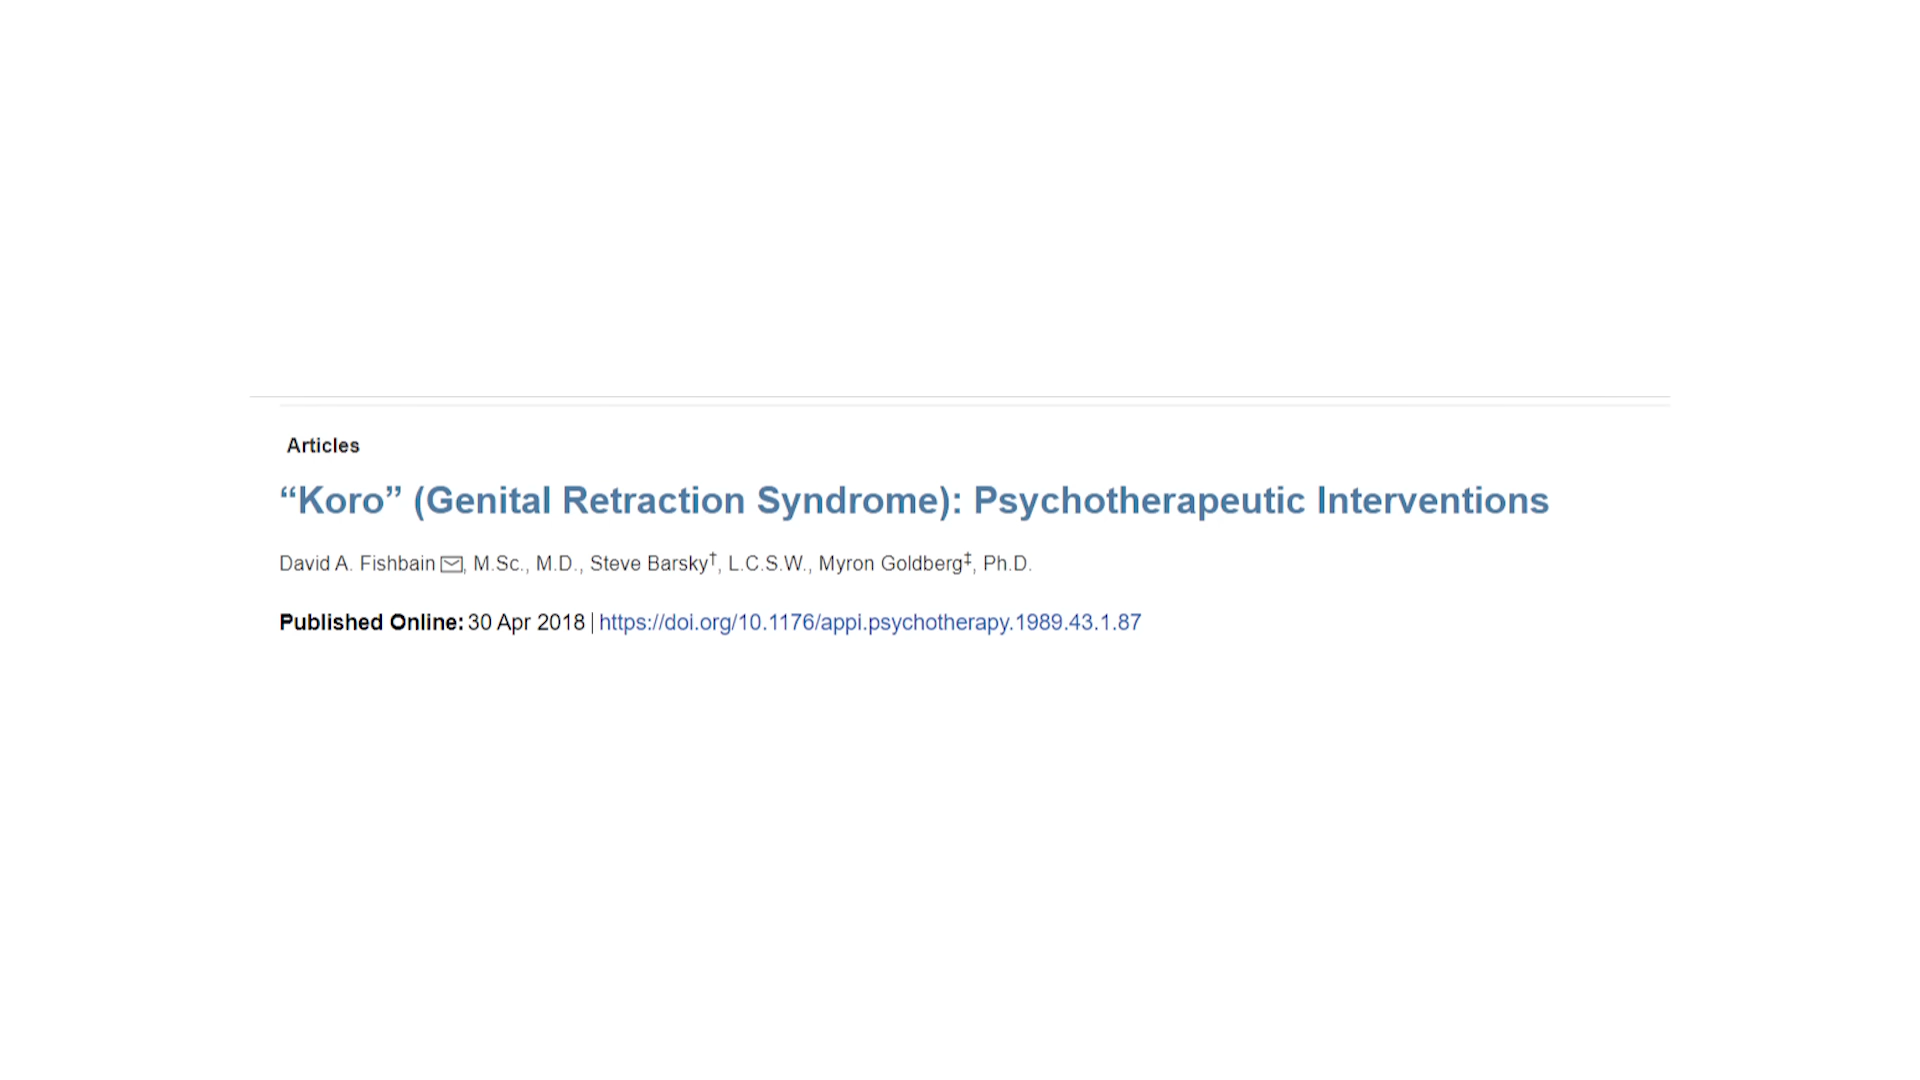 Articles
“Koro” (Genital Retraction Syndrome): Psychotherapeutic Interventions
David A. Fishbain, M.Sc., M.D., Steve Barsky†, L.C.S.W., Myron Goldberg‡, Ph.D.
Published Online: 30 Apr 2018 | https://doi.org/10.1176/appi.psychotherapy.1989.43.1.87